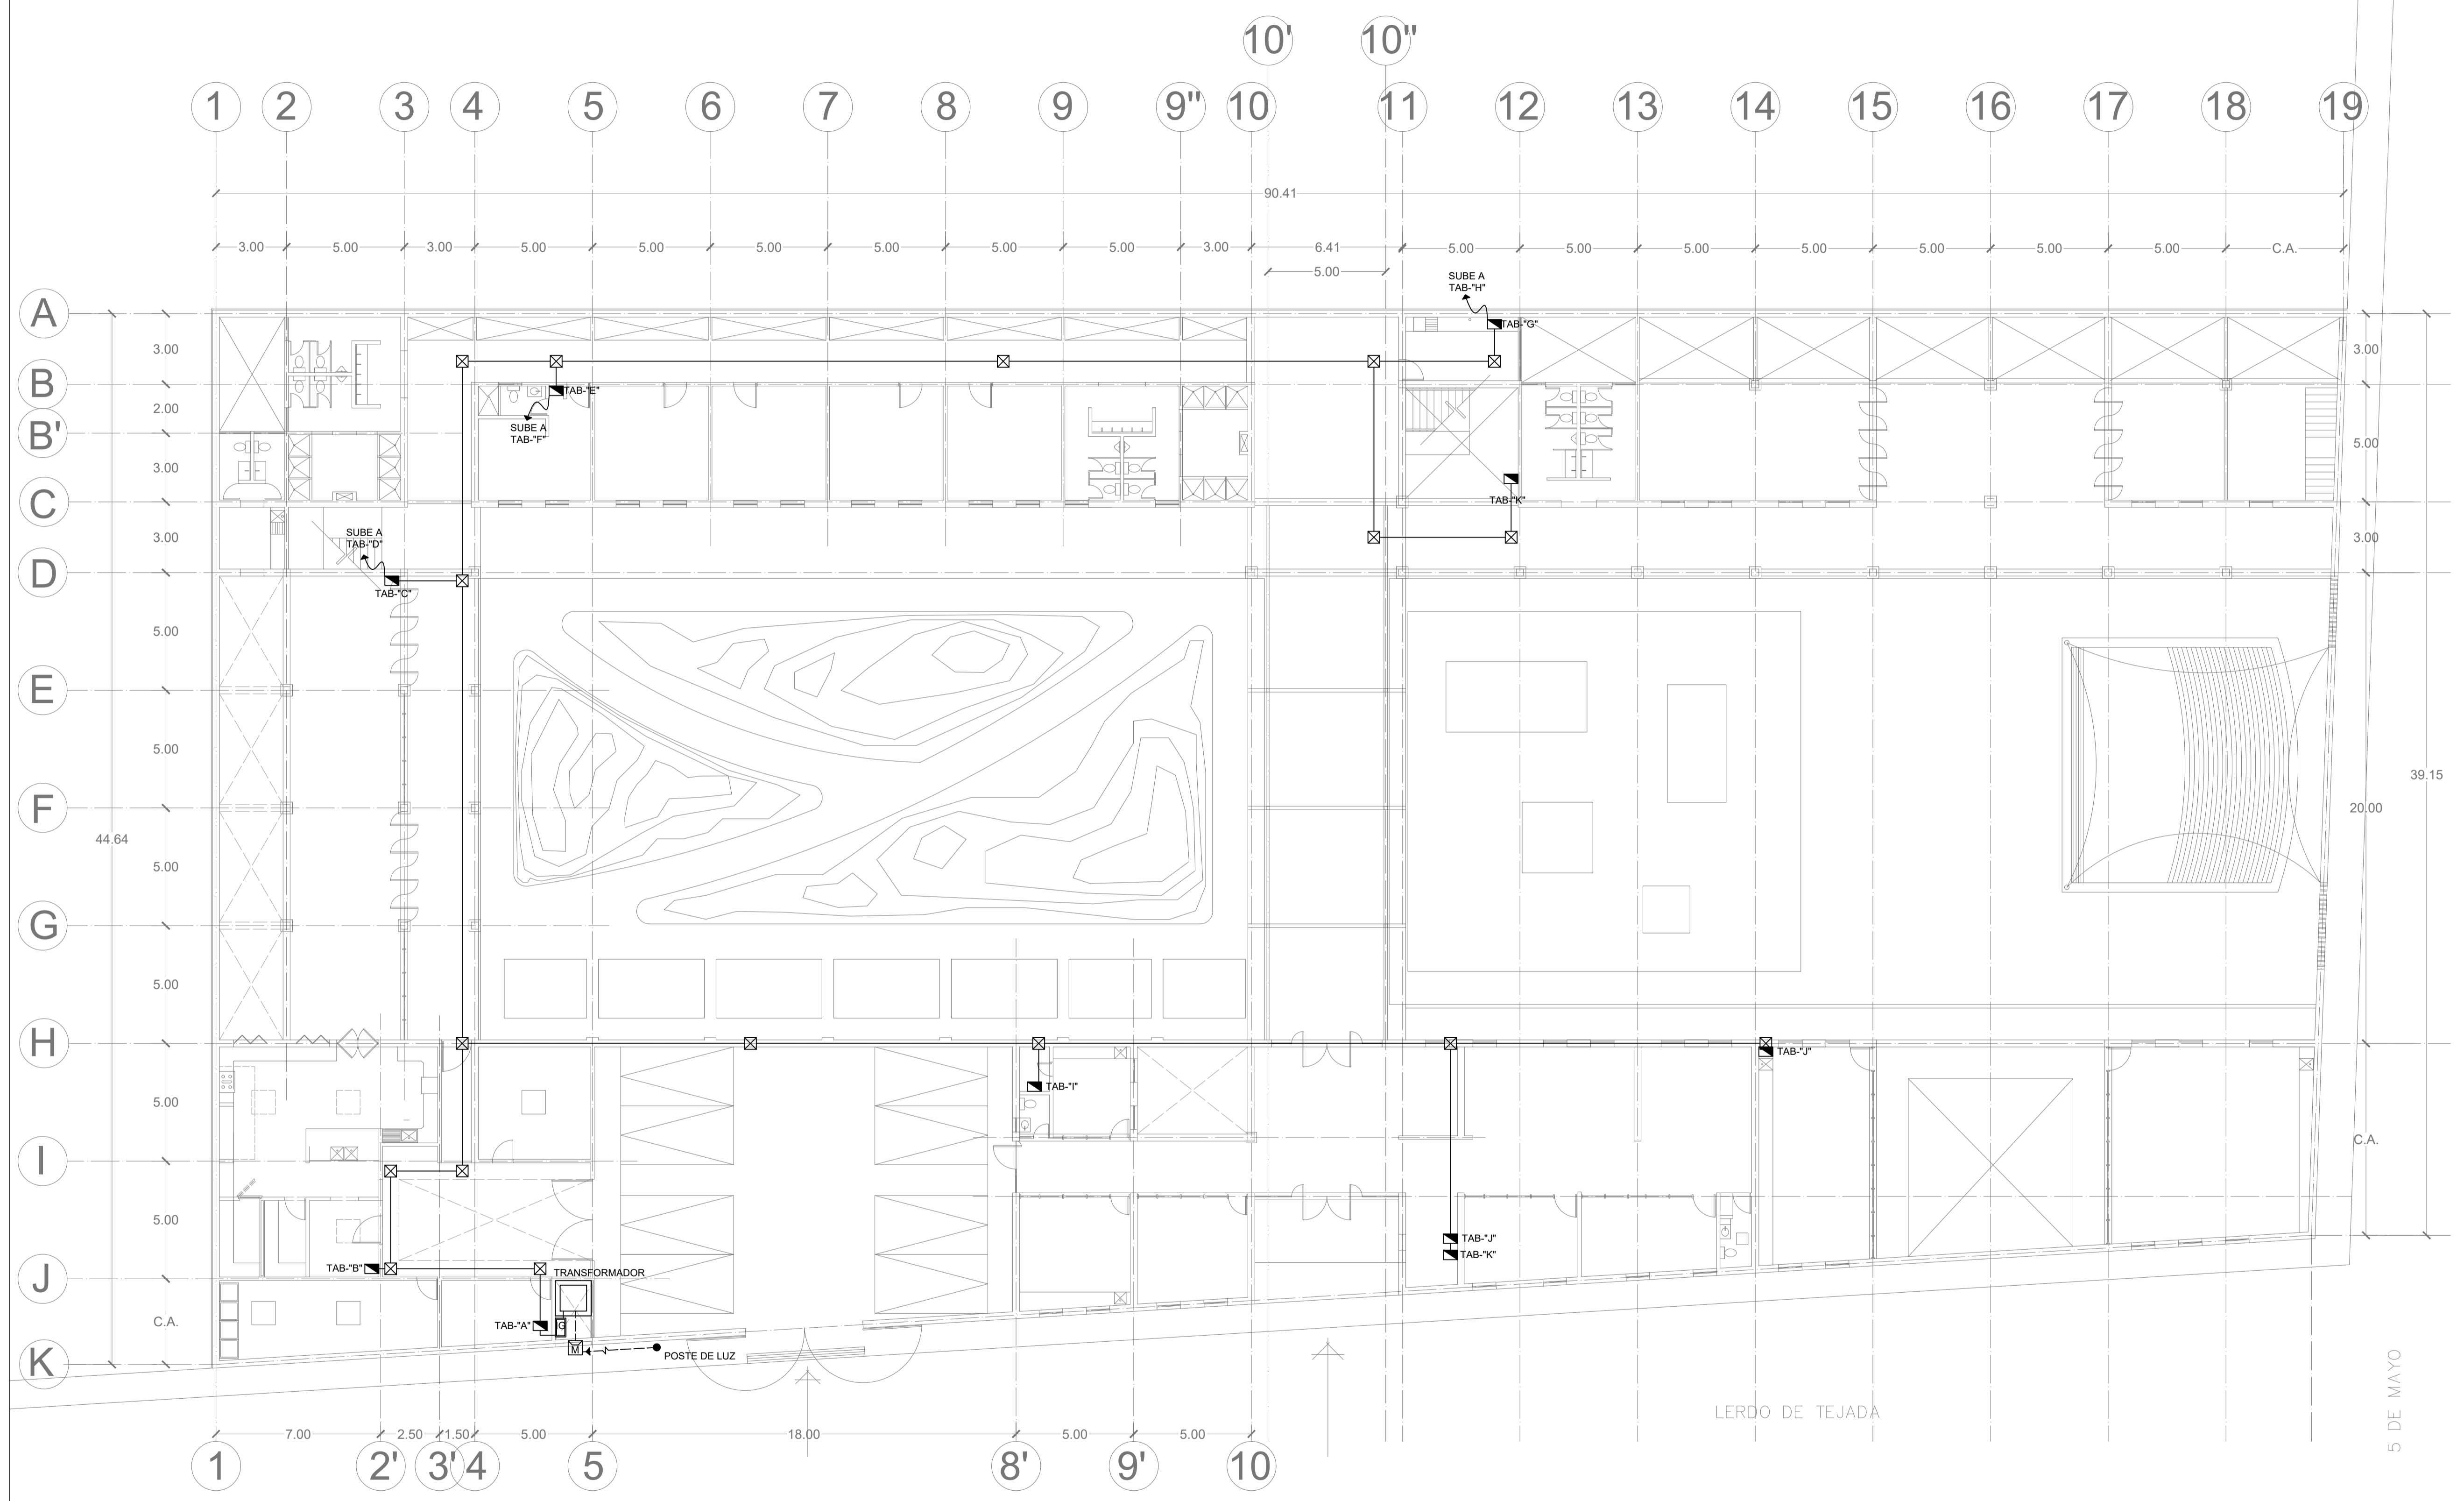 10' 10"
1 2 3 4 5 6 7 8 9 9" 10 11 12 13 14 15 16 17 18 19
90.41
3.00 5.00 3.00 5.00 5.00 5.00 5.00 5.00 5.00 3.00 6.41 5.00 5.00 5.00 5.00 5.00 5.00 5.00 C.A.
5.00
SUBE A
TAB-"H"
A
TAB-"G"
3.00 3.00
B
TAB-"E"
2.00
SUBE A
TAB-"F"
B'
5.00
3.00
TAB-"K"
C
SUBE A
TAB-"D"
3.00 3.00
D
TAB-"C"
5.00
E
5.00
39.15
F
20.00
44.64
5.00
G
5.00
H
TAB-"J"
TAB-"I"
5.00
C.A.
I
5.00
TAB-"J"
TAB-"K"
TAB-"B"
TRANSFORMADOR
J
C.A.
TAB-"A" G
M
POSTE DE LUZ
K
LERDO DE TEJADA
5 DE MAYO
7.00 2.50 1.50 5.00 18.00 5.00 5.00
1 2' 3' 4 5 8' 9' 10